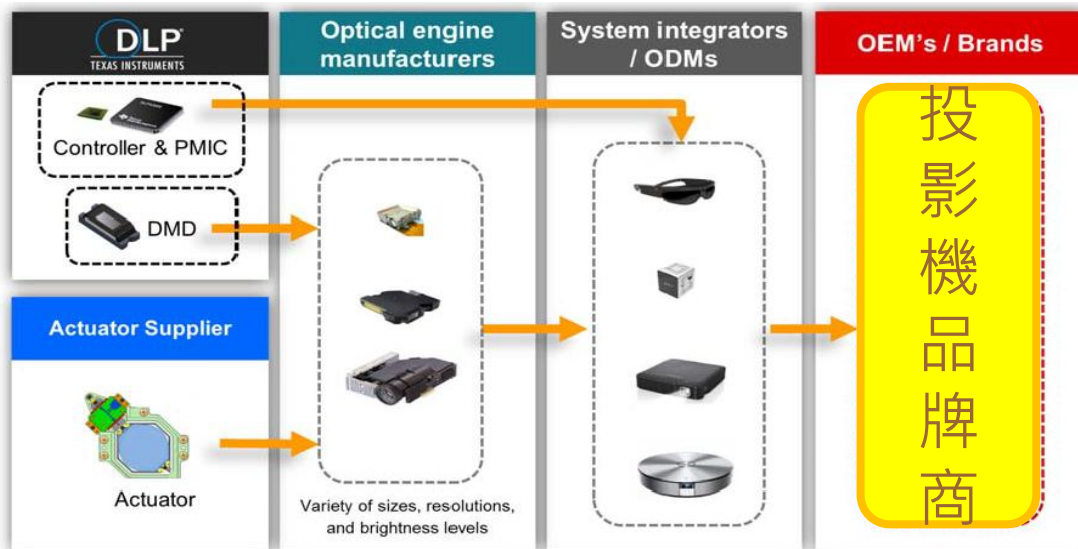 DLP
TEXAS INSTRUMENTS
Controller & PMIC
DMD
Actuator Supplier
Actuator
Optical engine
manufacturers
Variety of sizes, resolutions,
and brightness levels
System integrators
/ ODMs
OEM's / Brands
投影機品牌商